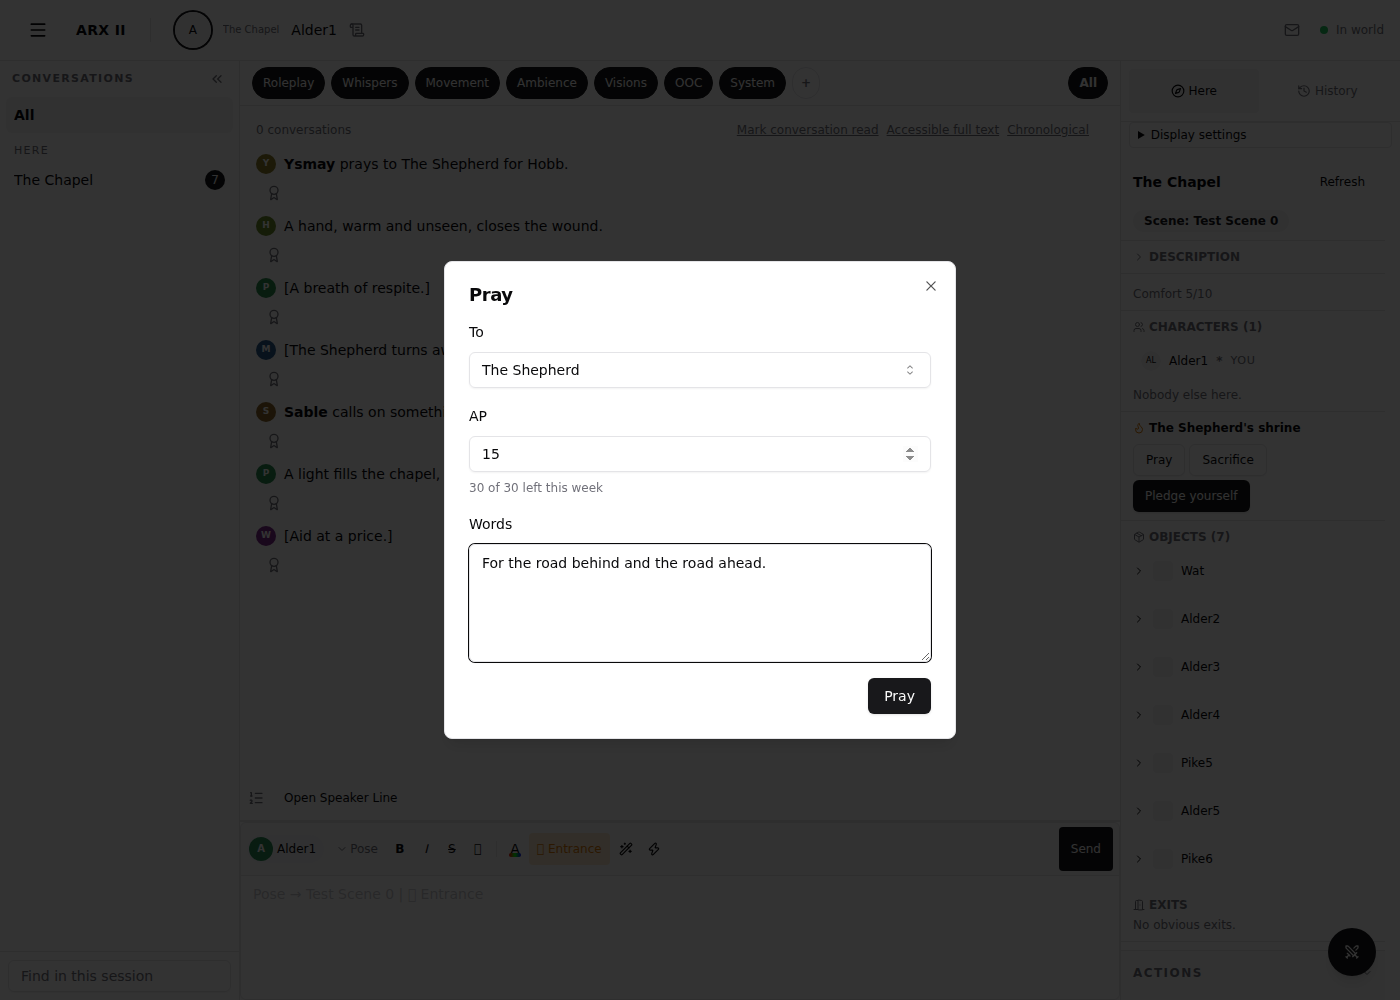 ARX II
A
The Chapel
Alder1
In world
CONVERSATIONS
All
HERE
The Chapel
7
Roleplay
Whispers
Movement
Ambience
Visions
OOC
System
+
All
0 conversations
Mark conversation read
Accessible full text
Chronological
Y
Ysmay prays to The Shepherd for Hobb.
H
A hand, warm and unseen, closes the wound.
P
[A breath of respite.]
M
[The Shepherd turns
S
Sable calls on
P
A light fills the chapel,
W
[Aid at a price.]
Pray
To
The Shepherd
AP
15
30 of 30 left this week
Words
For the road behind and the road ahead.
Pray
Open Speaker Line
A
Alder1
Pose
B
I
S
A
Entrance
Send
Pose → Test Scene 0 | Entrance
Find in this session
Here
History
Display settings
The Chapel
Refresh
Scene: Test Scene 0
DESCRIPTION
Comfort 5/10
CHARACTERS (1)
AL
Alder1 * YOU
Nobody else here.
The Shepherd's shrine
Pray
Sacrifice
Pledge yourself
OBJECTS (7)
Wat
Alder2
Alder3
Alder4
Pike5
Alder5
Pike6
EXITS
No obvious exits.
ACTIONS